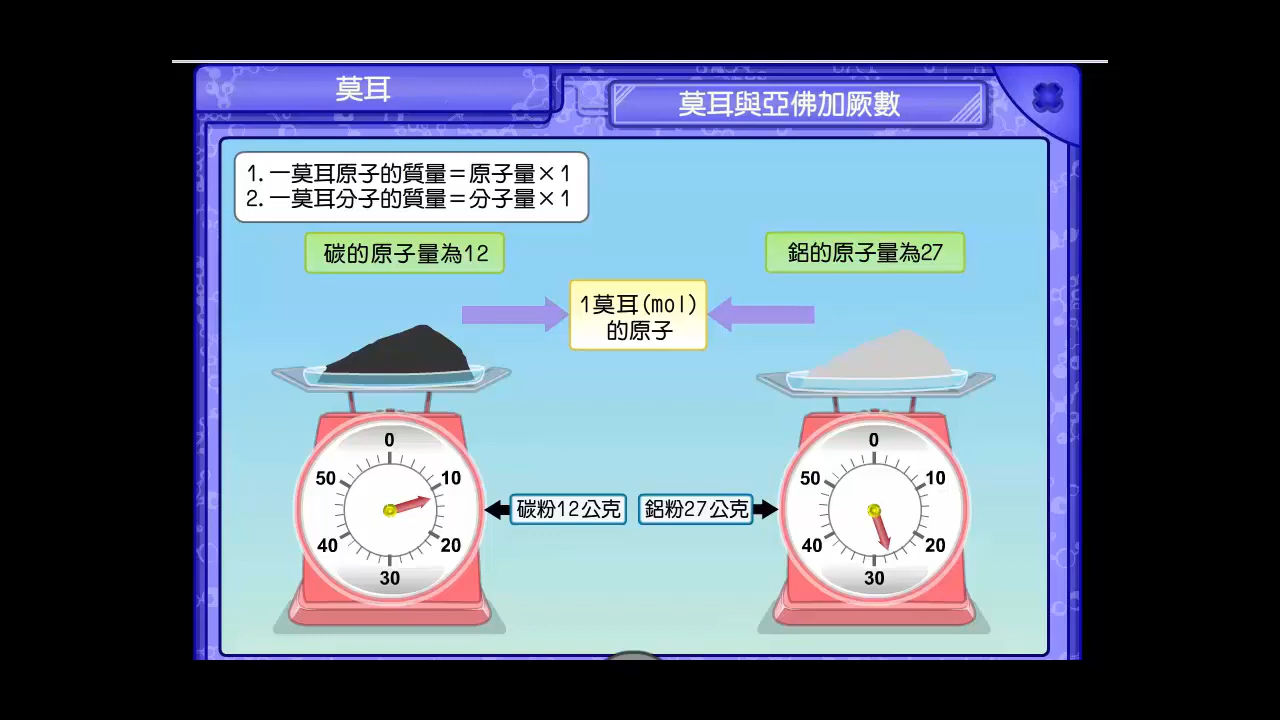 莫耳
莫耳與亞佛加厥數
1. 一莫耳原子的質量＝原子量×1
2. 一莫耳分子的質量＝分子量×1
碳的原子量為12
鋁的原子量為27
1莫耳(mol)
的原子
0
50
10
40
20
30
碳粉12公克
鋁粉27公克
0
50
10
40
20
30